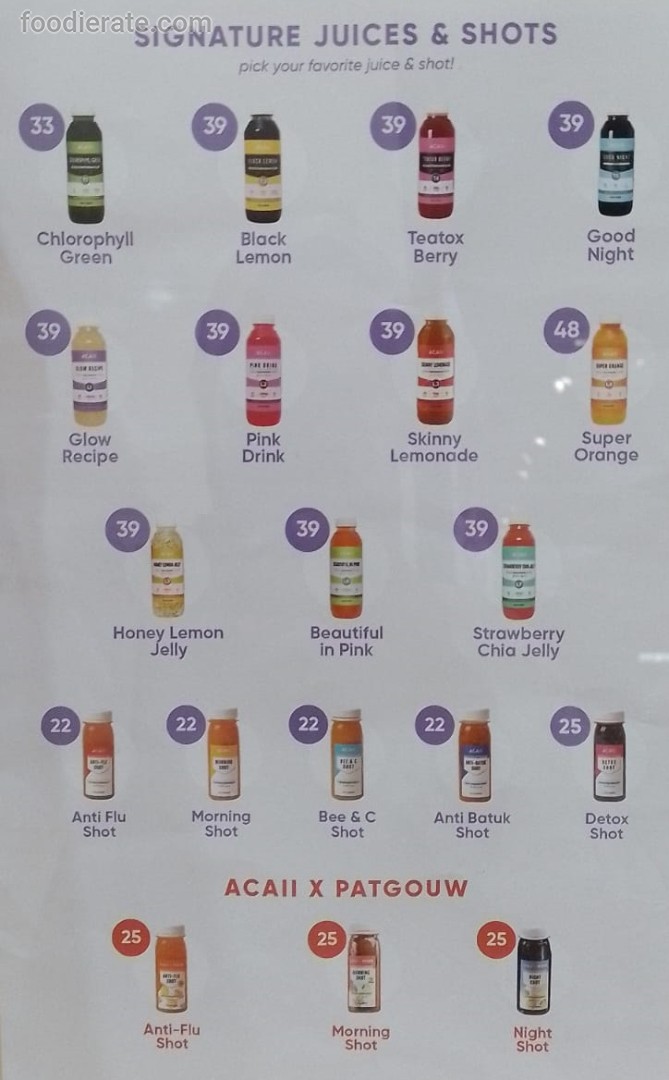 foodierate.com
SIGNATURE JUICES & SHOTS
pick your favorite juice & shot!
33
39
39
39
Chlorophyll
Green
Black
Lemon
Teatox
Berry
Good
Night
39
39
39
48
Glow
Recipe
Pink
Drink
Skinny
Lemonade
Super
Orange
39
39
39
Honey Lemon
Jelly
Beautiful
in Pink
Strawberry
Chia Jelly
22
22
22
22
25
Anti Flu
Shot
Morning
Shot
Bee & C
Shot
Anti Batuk
Shot
Detox
Shot
ACAII X PATGOUW
25
25
25
Anti-Flu
Shot
Morning
Shot
Night
Shot